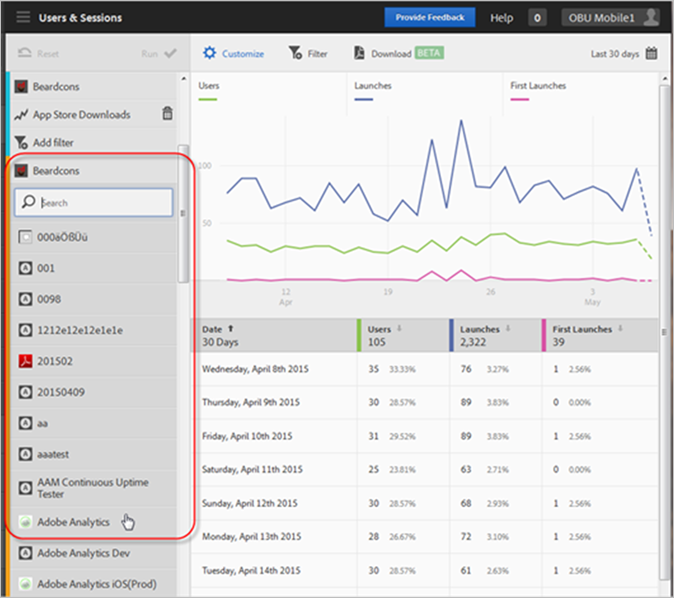 Users & Sessions
Provide Feedback
Help
0
OBU Mobile1
Reset
Run
Customize
Filter
Download BETA
Last 30 days
Beardcons
App Store Downloads
Add filter
Beardcons
Search
000äÖßÜü
001
0098
1212e12e12e1e1e
201502
20150409
aa
aaatest
AAM Continuous Uptime
Tester
Adobe Analytics
Adobe Analytics Dev
Adobe Analytics iOS(Prod)
Users
Launches
First Launches
100
50
12
Apr
19
26
3
May
Date Users Launches First Launches
30 Days 105 2,322 39
Wednesday, April 8th 2015 35 33.33% 76 3.27% 1 2.56%
Thursday, April 9th 2015 30 28.57% 89 3.83% 0 0.00%
Friday, April 10th 2015 31 29.52% 89 3.83% 1 2.56%
Saturday, April 11th 2015 25 23.81% 63 2.71% 0 0.00%
Sunday, April 12th 2015 30 28.57% 68 2.93% 1 2.56%
Monday, April 13th 2015 28 26.67% 72 3.10% 1 2.56%
Tuesday, April 14th 2015 30 28.57% 61 2.63% 1 2.56%